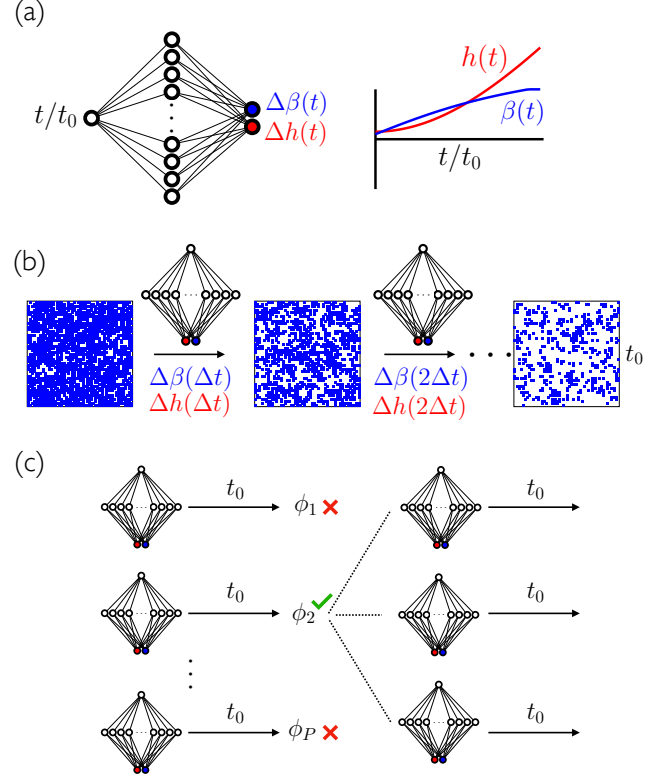 (a)
t/t₀
Δβ(t)
Δh(t)
h(t)
β(t)
t/t₀
(b)
Δβ(Δt)
Δh(Δt)
Δβ(2Δt)
Δh(2Δt)
t₀
(c)
t₀ ϕ₁ t₀
t₀ ϕ₂ t₀
t₀ ϕ_P t₀